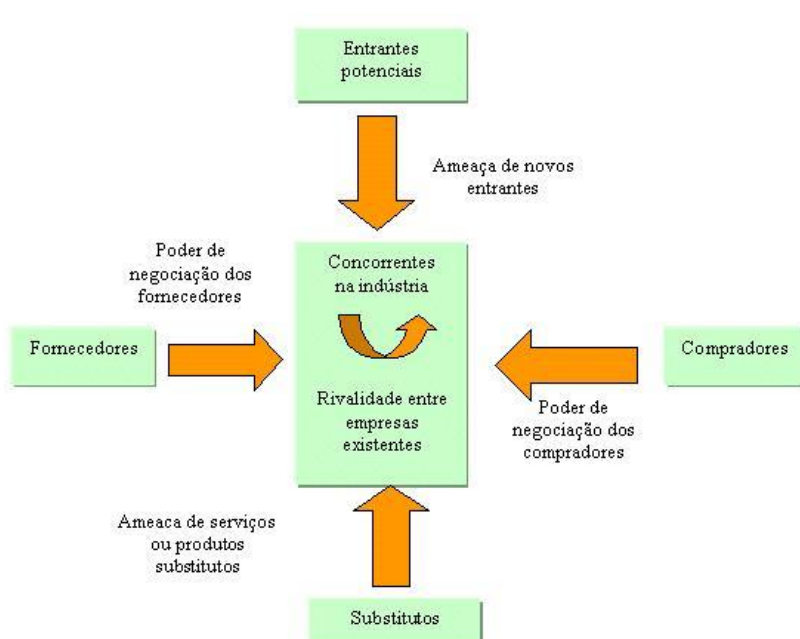 Entrantes
potenciais
Ameaça de novos
entrantes
Poder de
negociação dos
fornecedores
Concorrentes
na indústria
Fornecedores
Compradores
Rivalidade entre
empresas
existentes
Poder de
negociação dos
compradores
Ameaca de serviços
ou produtos
substitutos
Substitutos